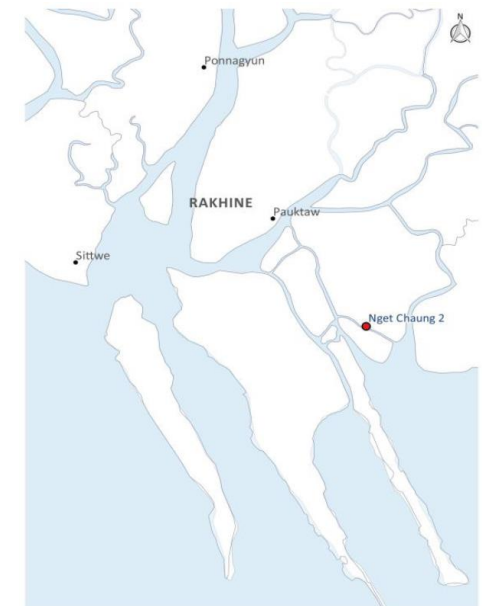 N
Ponnagyun
RAKHINE
Pauktaw
Sittwe
Nget Chaung 2